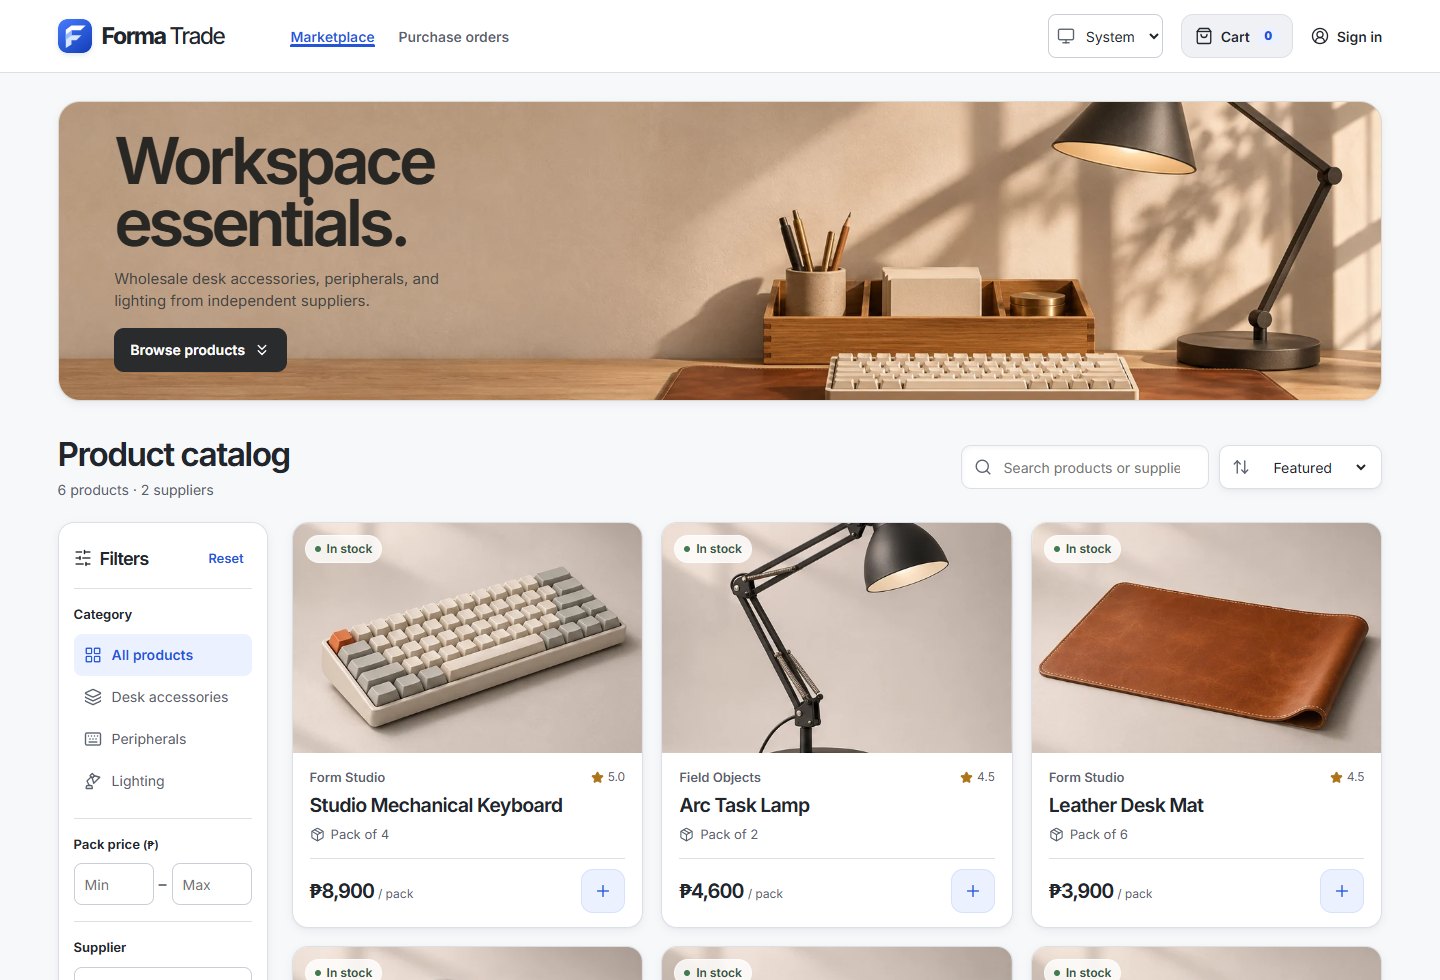 Forma Trade
Marketplace
Purchase orders
System
Cart 0
Sign in
Workspace
essentials.
Wholesale desk accessories, peripherals, and
lighting from independent suppliers.
Browse products
Product catalog
6 products · 2 suppliers
Search products or supplie
Featured
Filters
Reset
Category
All products
Desk accessories
Peripherals
Lighting
Pack price (₱)
Min – Max
Supplier
In stock
Form Studio 5.0
Studio Mechanical Keyboard
Pack of 4
₱8,900 / pack
In stock
Field Objects 4.5
Arc Task Lamp
Pack of 2
₱4,600 / pack
In stock
Form Studio 4.5
Leather Desk Mat
Pack of 6
₱3,900 / pack
In stock
In stock
In stock